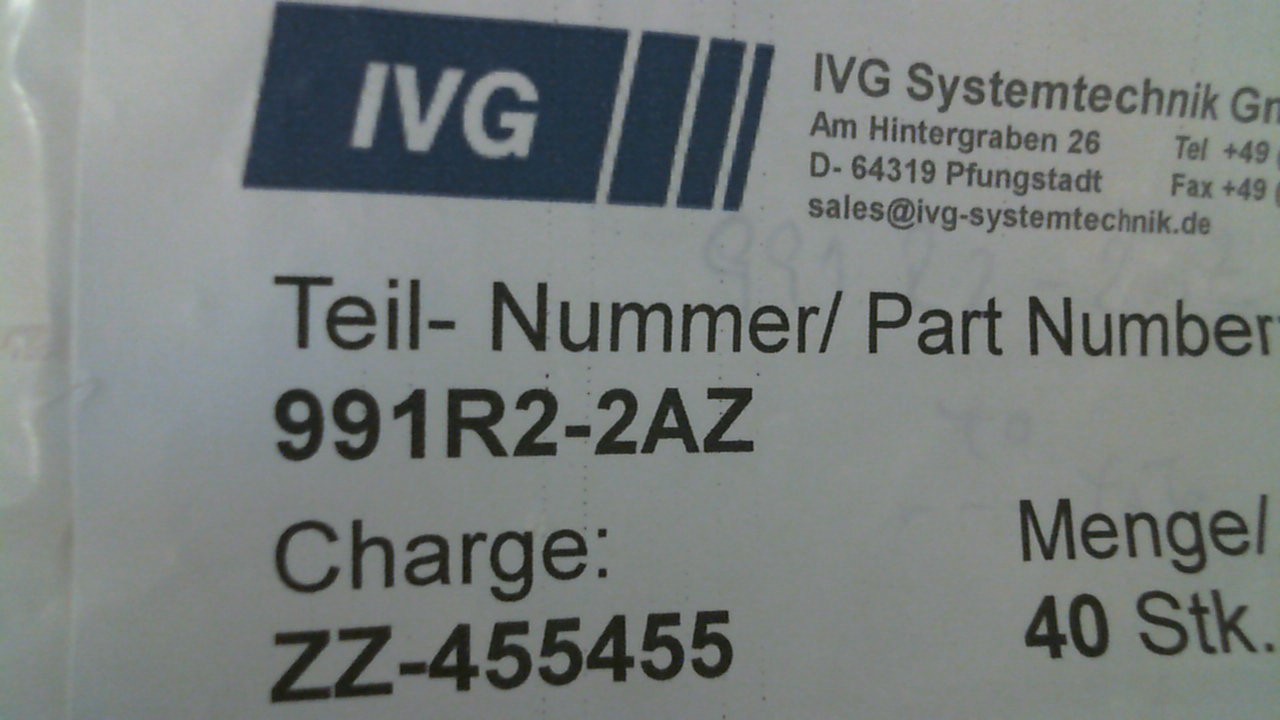 IVG
IVG Systemtechnik
Am Hintergraben 26 Tel +49
D- 64319 Pfungstadt Fax +49
sales@ivg-systemtechnik.de
Teil- Nummer/ Part Number
991R2-2AZ
Charge: Menge/
ZZ-455455 40 Stk.